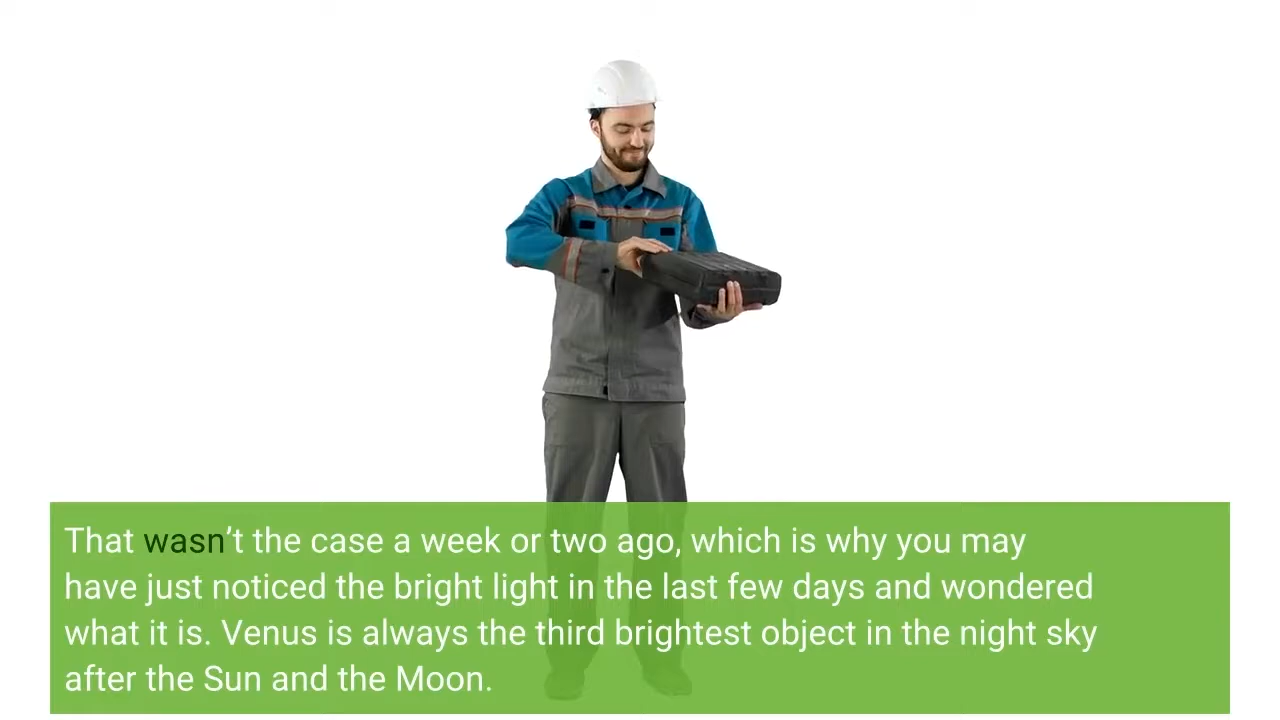 That wasn’t the case a week or two ago, which is why you may
have just noticed the bright light in the last few days and wondered
what it is. Venus is always the third brightest object in the night sky
after the Sun and the Moon.